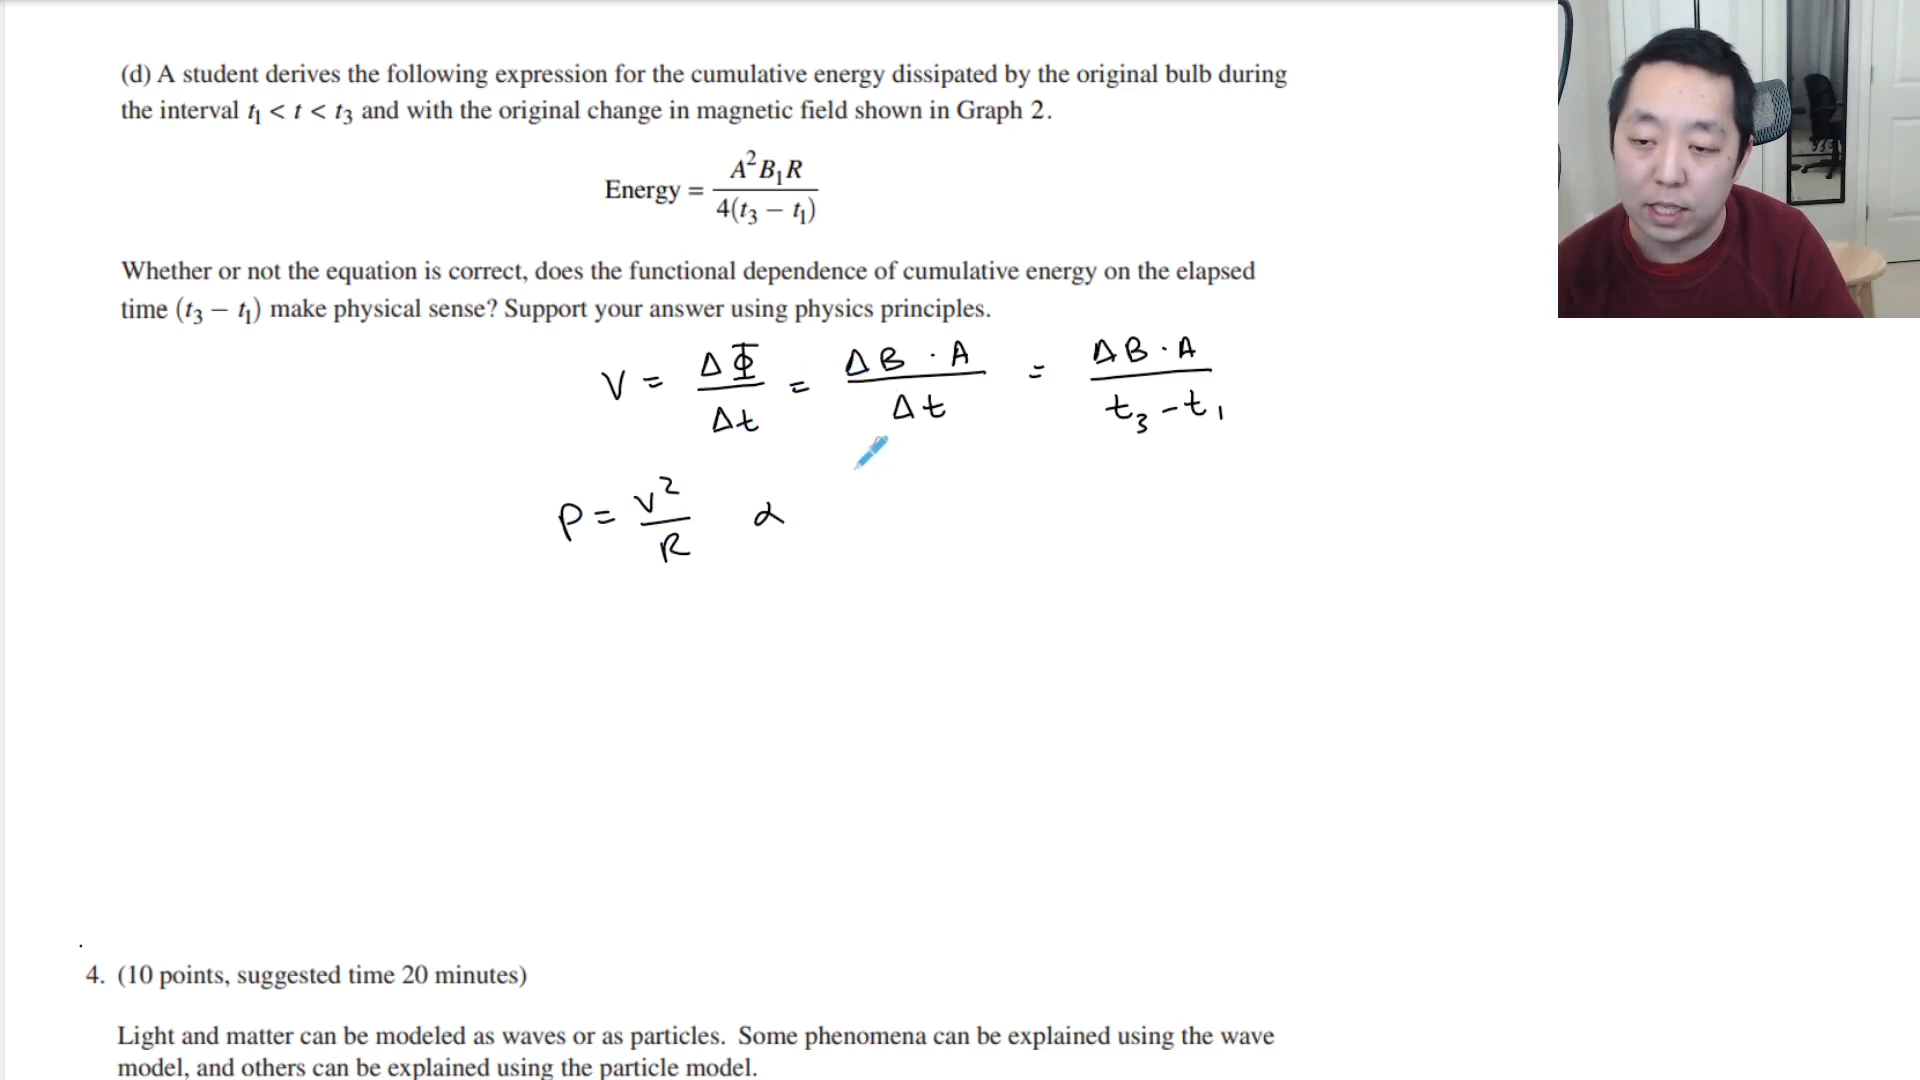 (d) A student derives the following expression for the cumulative energy dissipated by the original bulb during
the interval t₁ < t < t₃ and with the original change in magnetic field shown in Graph 2.
Energy = A²B₁R / 4(t₃ − t₁)
Whether or not the equation is correct, does the functional dependence of cumulative energy on the elapsed
time (t₃ − t₁) make physical sense? Support your answer using physics principles.
V = ΔΦ / Δt = ΔB · A / Δt = ΔB · A / t₃ - t₁
P = V² / R α
4. (10 points, suggested time 20 minutes)
Light and matter can be modeled as waves or as particles. Some phenomena can be explained using the wave
model, and others can be explained using the particle model.